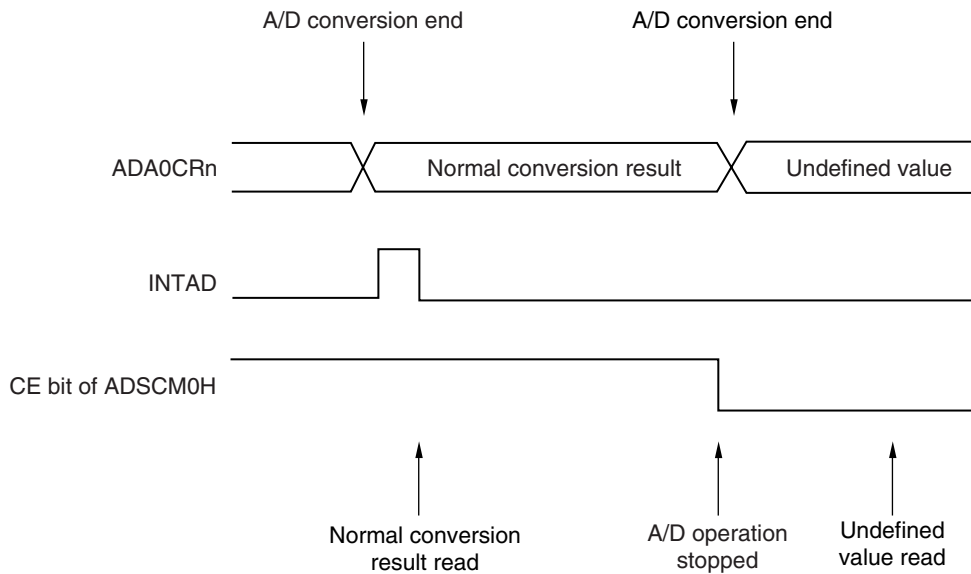 A/D conversion end
A/D conversion end
ADA0CRn
Normal conversion result
Undefined value
INTAD
CE bit of ADSCM0H
Normal conversion
result read
A/D operation
stopped
Undefined
value read